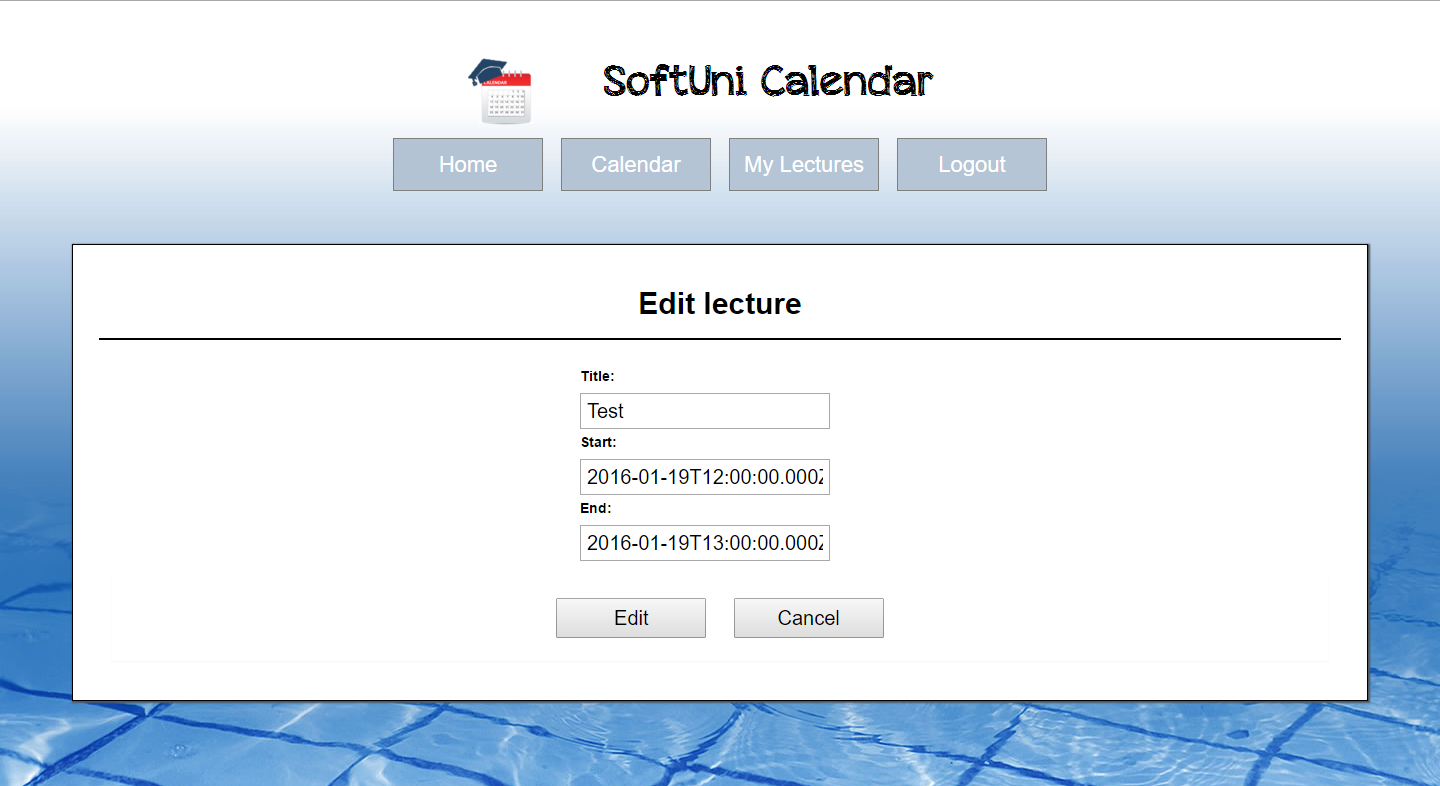 CALENDAR
SoftUni Calendar
Home Calendar My Lectures Logout
Edit lecture
Title:
Test
Start:
2016-01-19T12:00:00.000Z
End:
2016-01-19T13:00:00.000Z
Edit Cancel